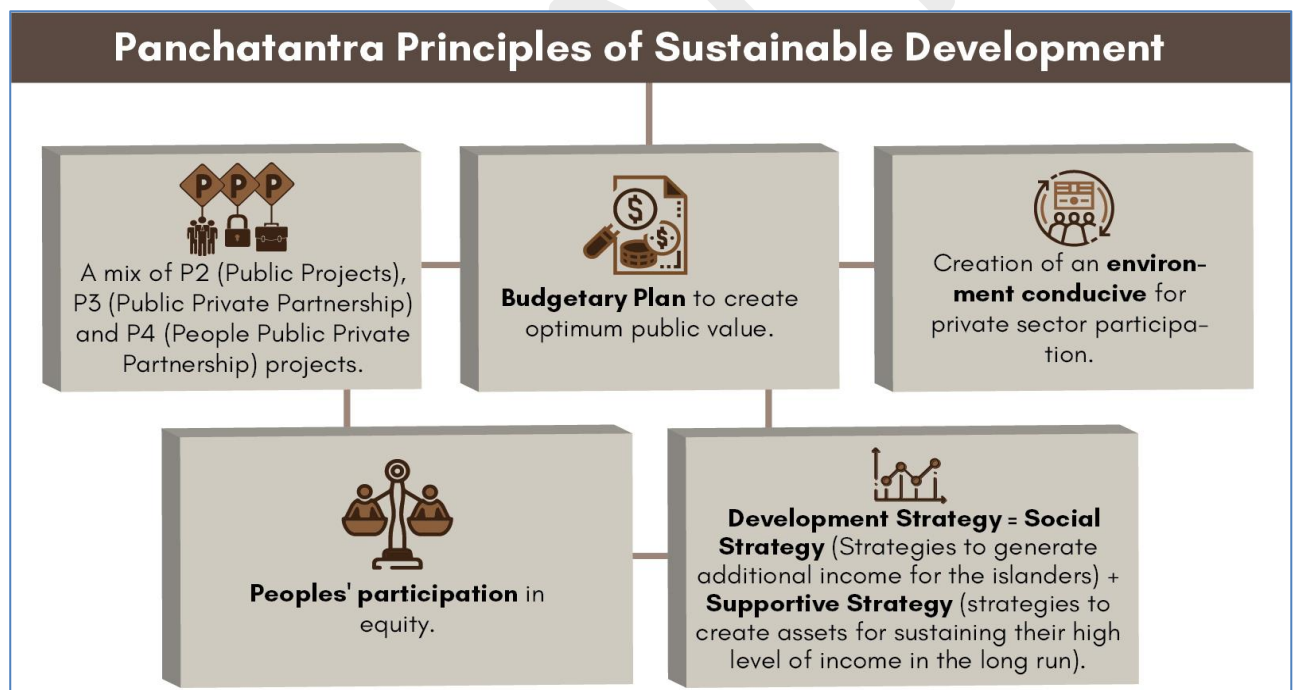 Panchatantra Principles of Sustainable Development
P P P
A mix of P2 (Public Projects),
P3 (Public Private Partnership)
and P4 (People Public Private
Partnership) projects.
$
$
Budgetary Plan to create
optimum public value.
Creation of an environ-
ment conducive for
private sector participa-
tion.
Peoples' participation in
equity.
Development Strategy = Social
Strategy (Strategies to generate
additional income for the islanders) +
Supportive Strategy (strategies to
create assets for sustaining their high
level of income in the long run).